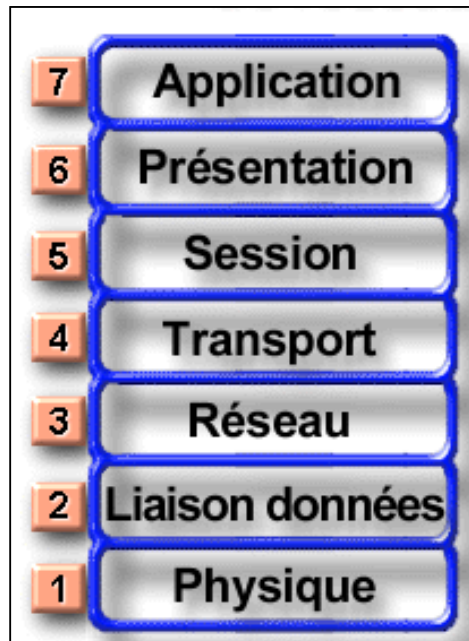 7 Application
6 Présentation
5 Session
4 Transport
3 Réseau
2 Liaison données
1 Physique